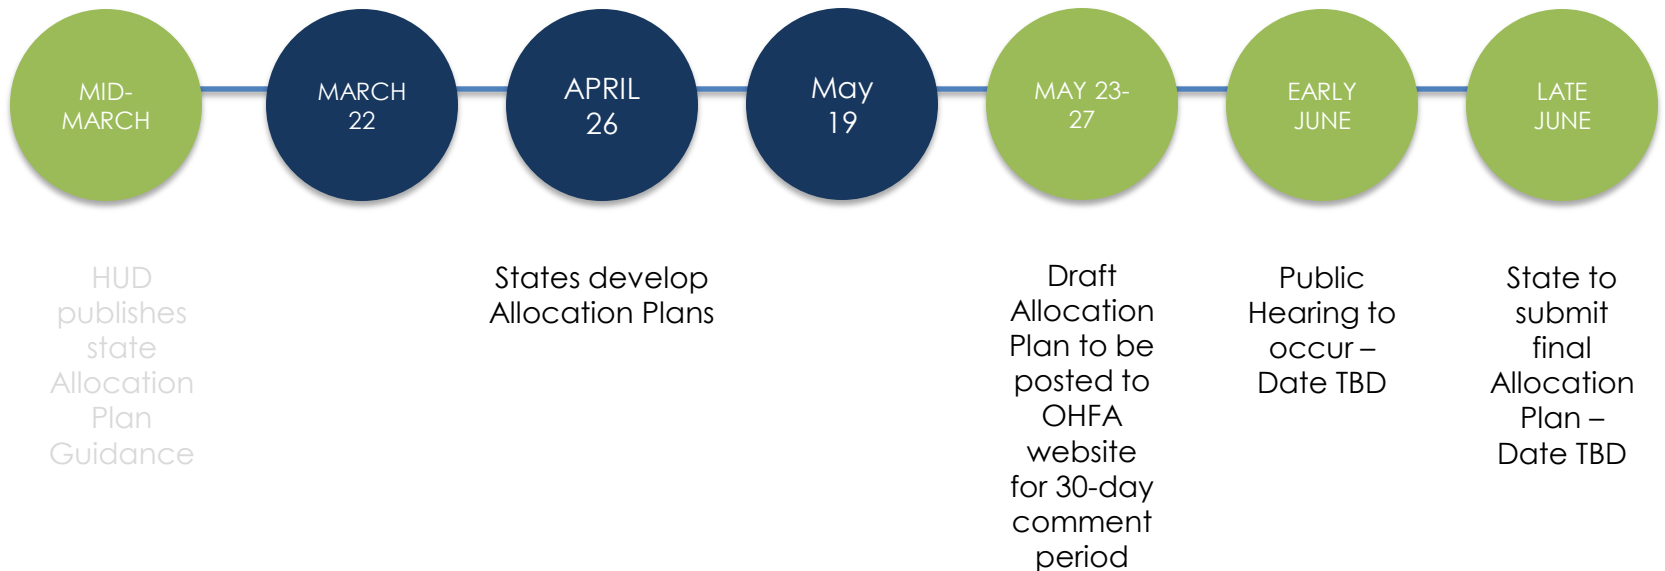 MID-
MARCH
MARCH
22
APRIL
26
May
19
MAY 23-
27
EARLY
JUNE
LATE
JUNE
HUD
publishes
state
Allocation
Plan
Guidance
States develop
Allocation Plans
Draft
Allocation
Plan to be
posted to
OHFA
website
for 30-day
comment
period
Public
Hearing to
occur –
Date TBD
State to
submit
final
Allocation
Plan –
Date TBD